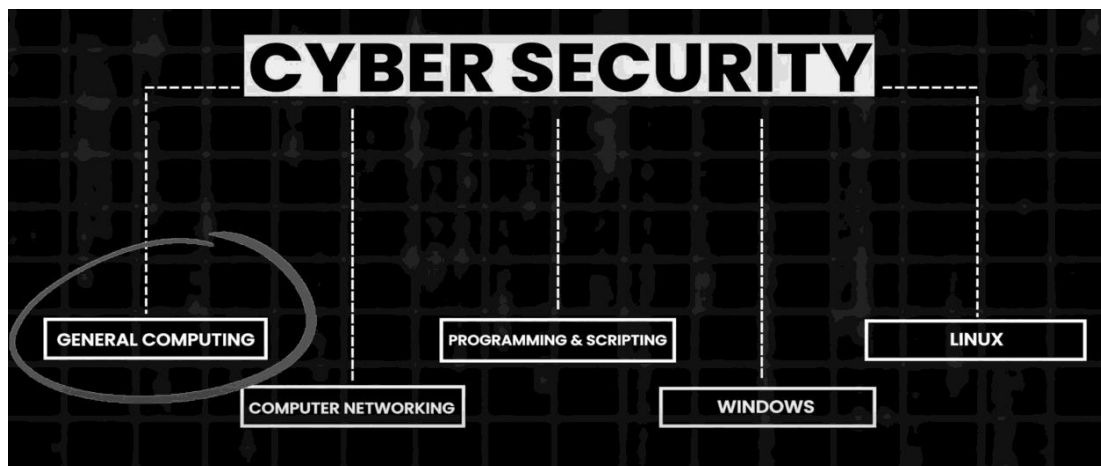 CYBER SECURITY
GENERAL COMPUTING
COMPUTER NETWORKING
PROGRAMMING & SCRIPTING
WINDOWS
LINUX